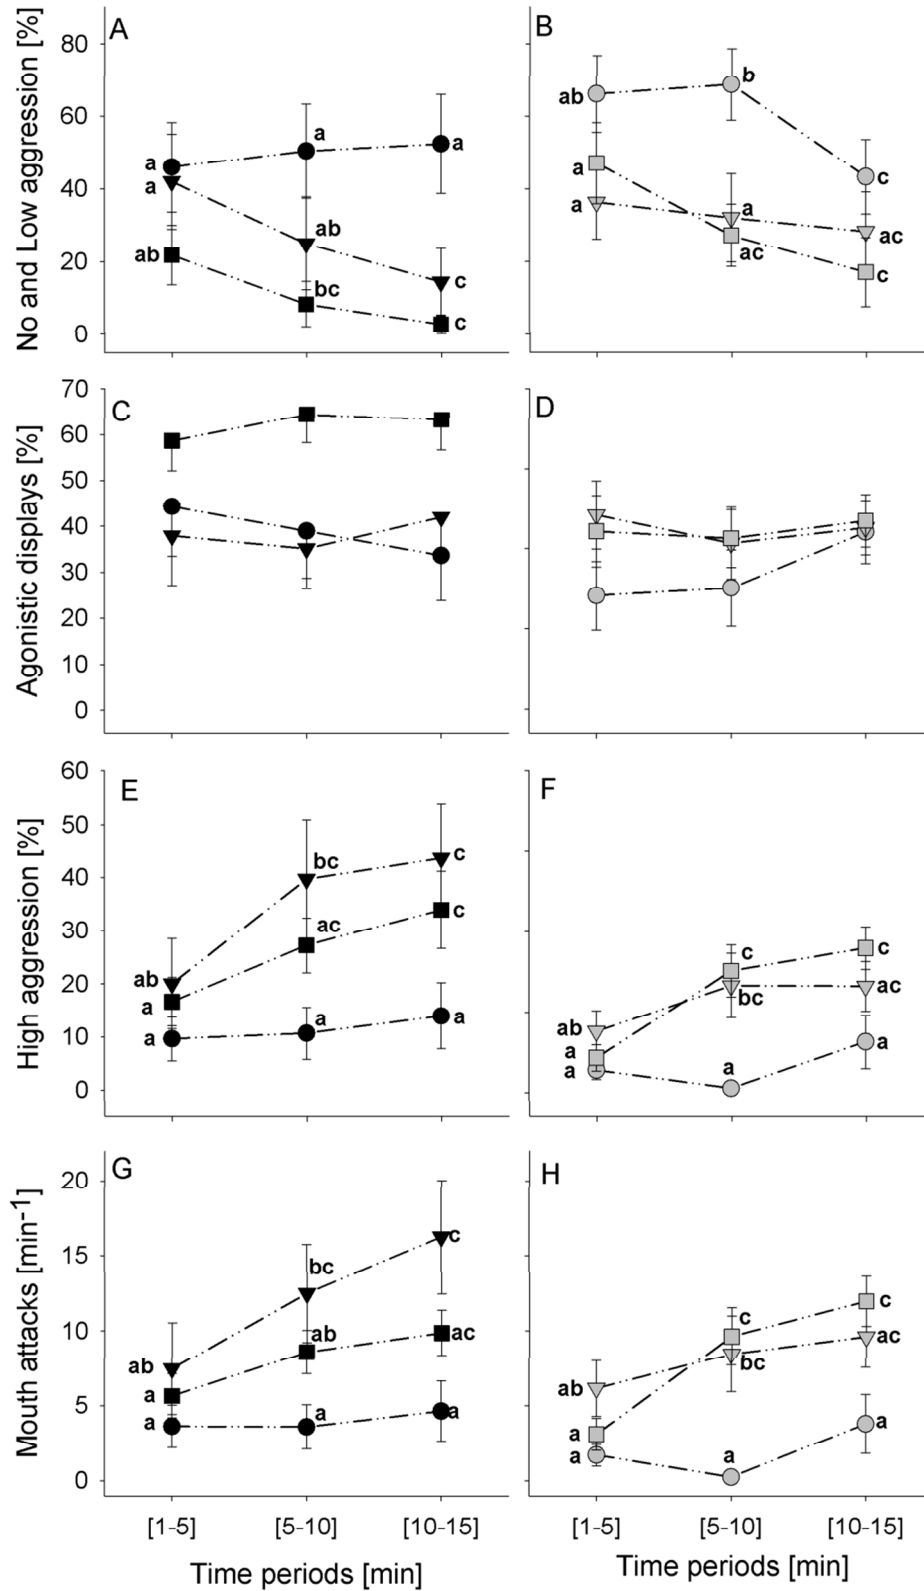 No and Low aggression [%]
A
80
60
40
20
0
a
a
ab
a
ab
bc
a
c
c
B
ab
a
a
b
a
ac
c
ac
c
Agonistic displays [%]
C
70
60
50
40
30
20
10
0
D
High aggression [%]
E
60
50
40
30
20
10
0
ab
a
a
bc
ac
a
c
c
a
F
ab
a
a
c
bc
a
c
ac
a
Mouth attacks [min-1]
G
20
15
10
5
0
ab
a
a
bc
ab
a
c
ac
a
H
ab
a
a
c
bc
a
c
ac
a
[1-5] [5-10] [10-15]
Time periods [min]
[1-5] [5-10] [10-15]
Time periods [min]